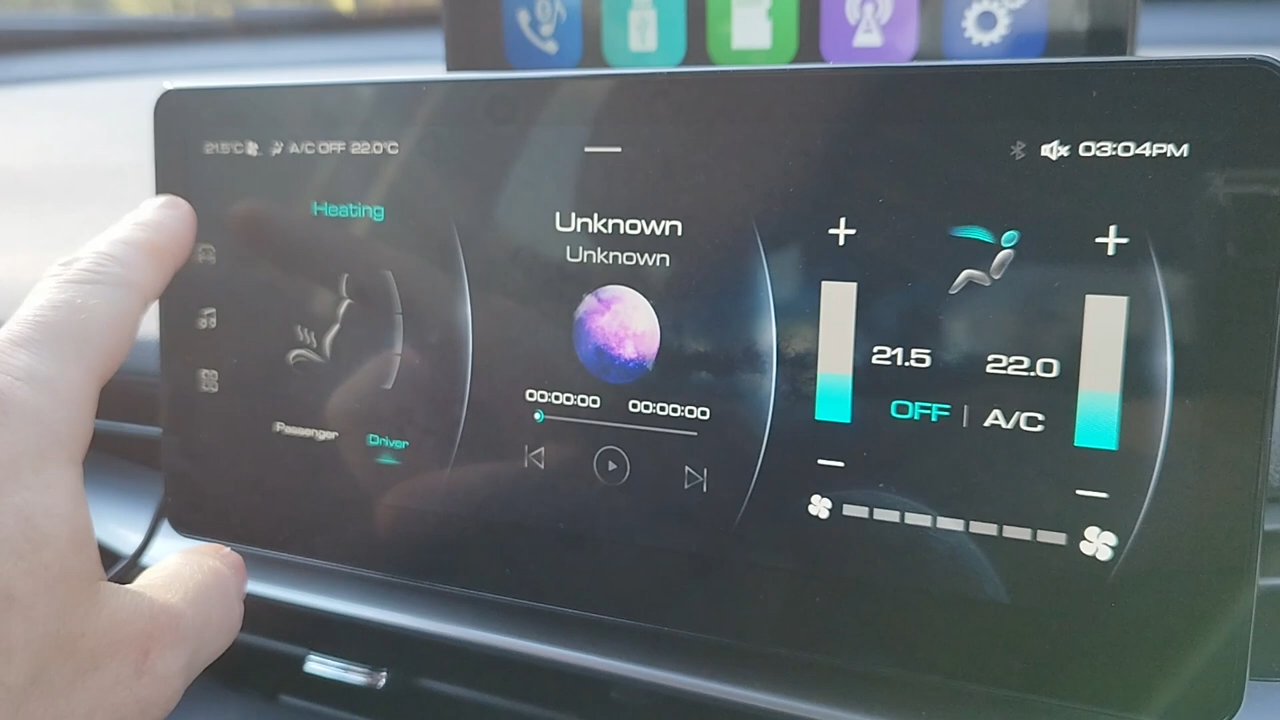 21.5°C A/C OFF 22.0°C
03:04PM
Heating
Passenger Driver
Unknown
Unknown
00:00:00 00:00:00
21.5 22.0
OFF | A/C